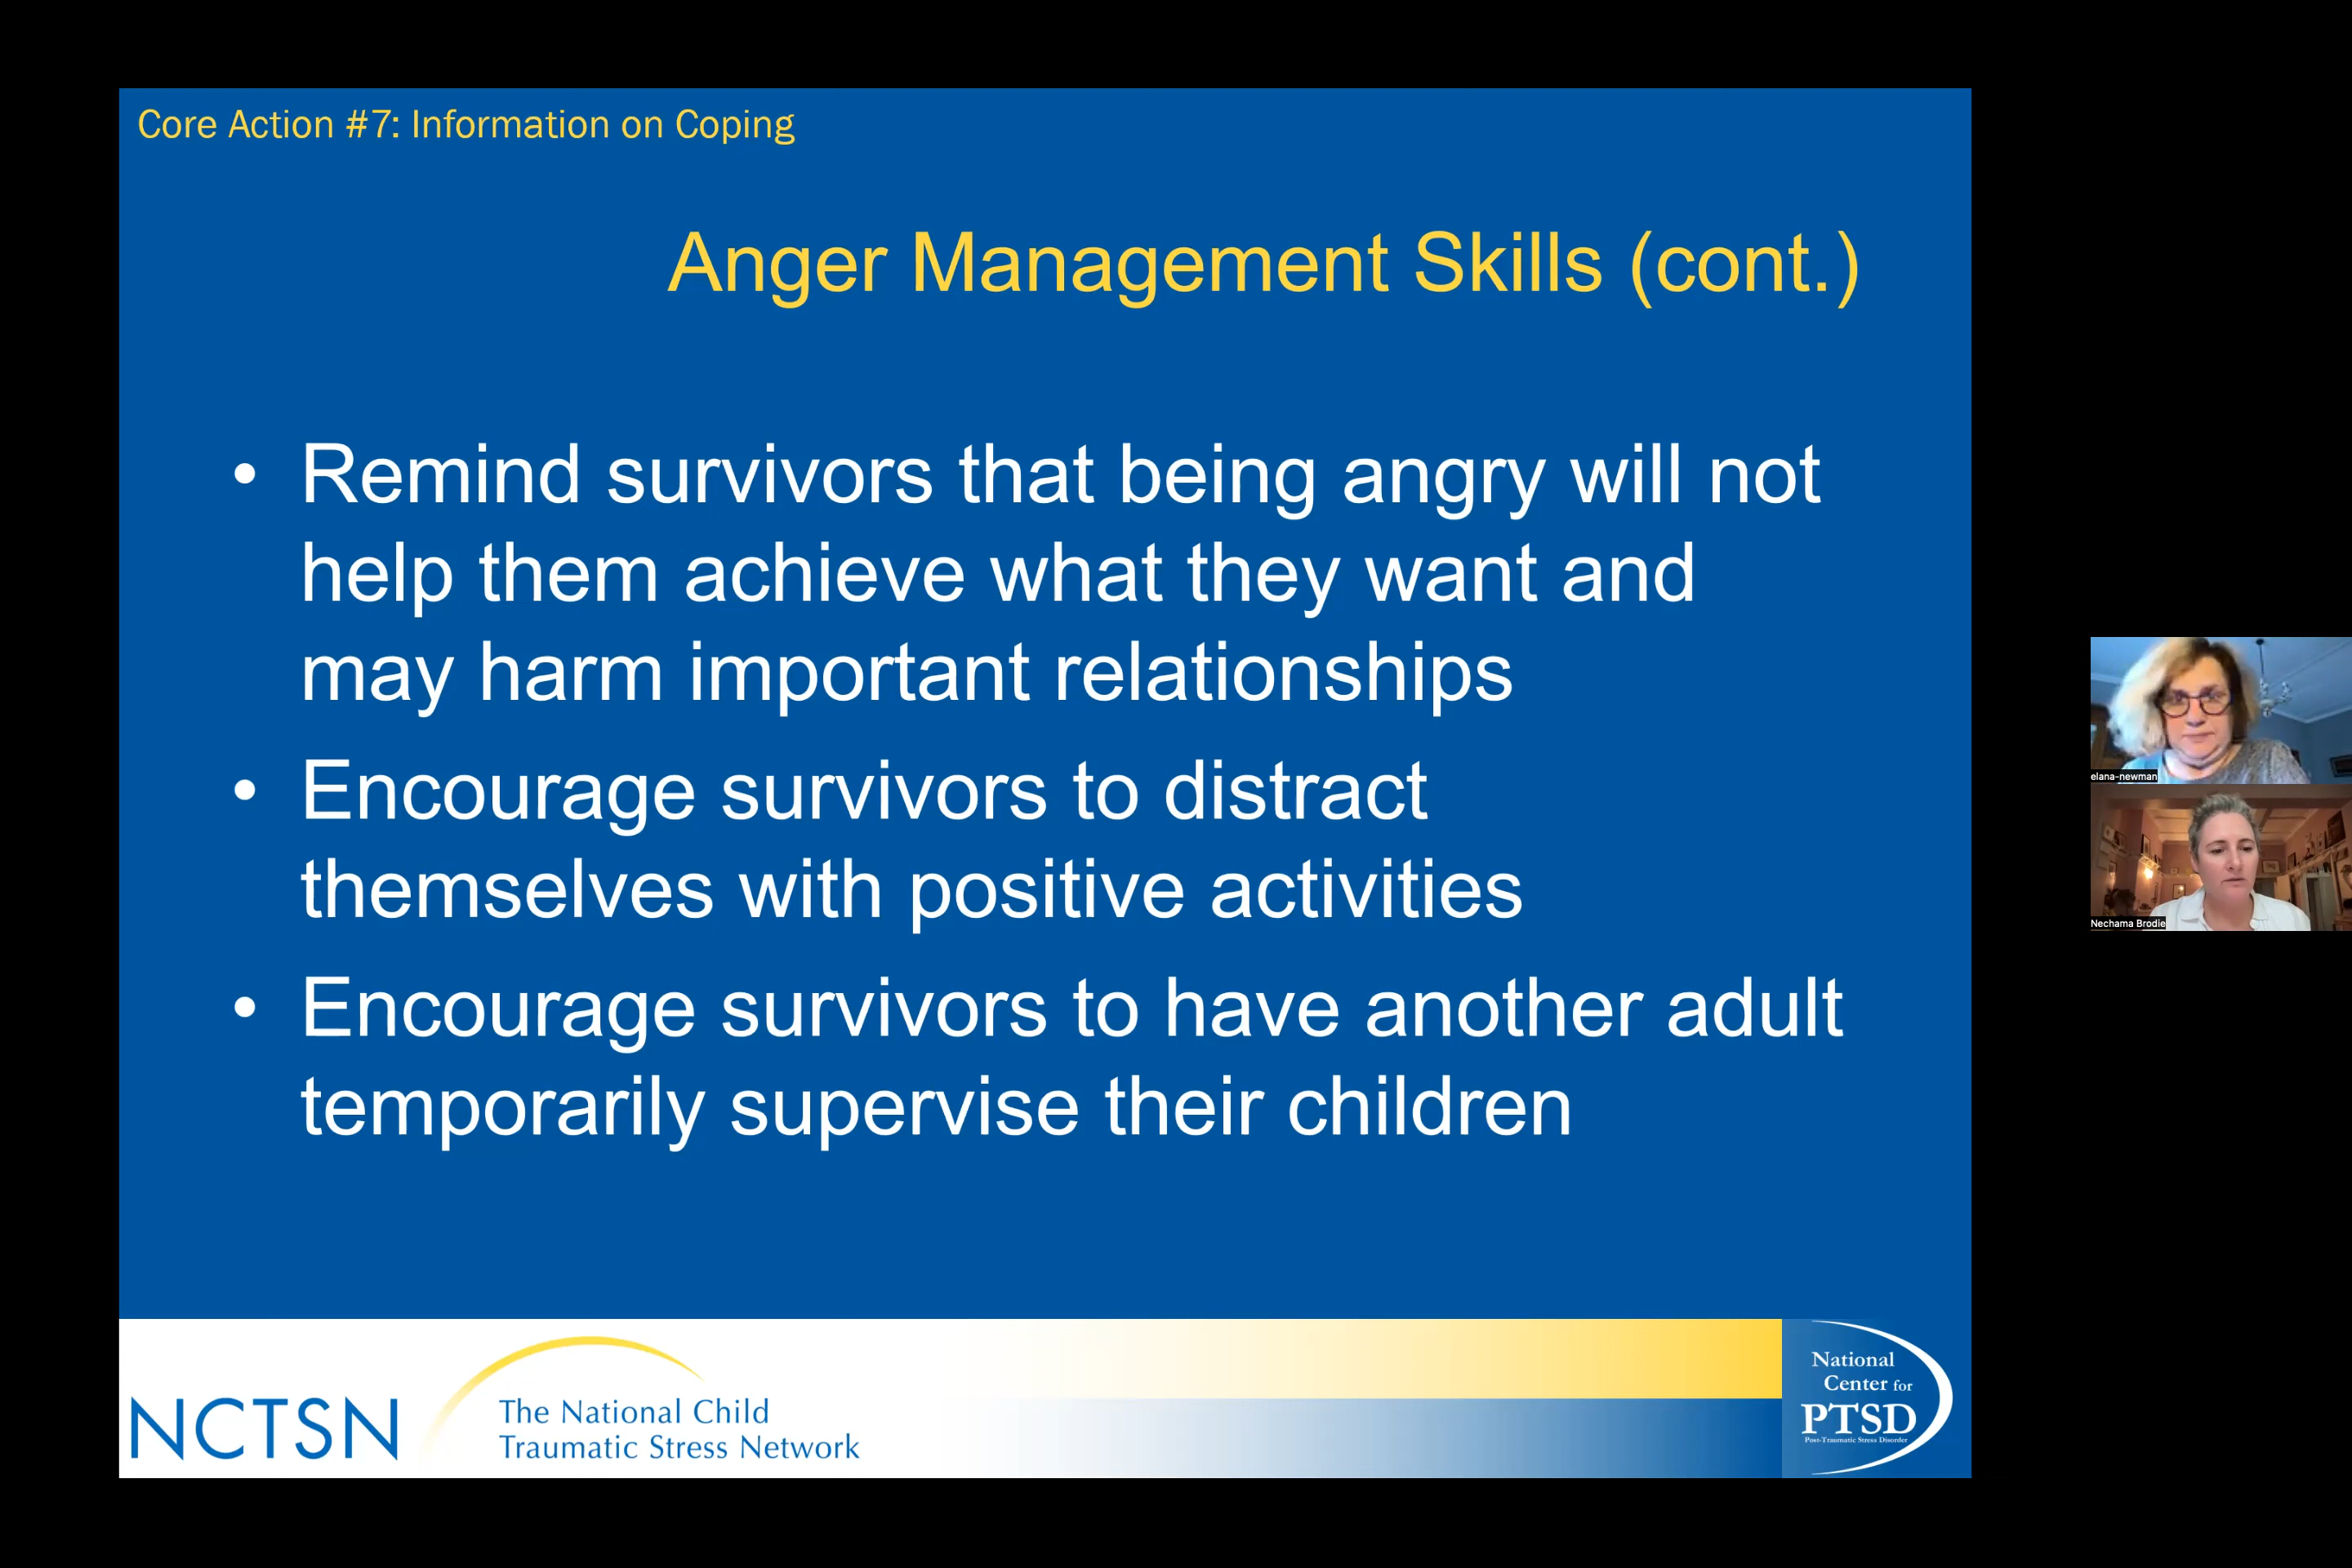 Core Action #7: Information on Coping
Anger Management Skills (cont.)
• Remind survivors that being angry will not
help them achieve what they want and
may harm important relationships
• Encourage survivors to distract
themselves with positive activities
• Encourage survivors to have another adult
temporarily supervise their children
elana-newman
Nechama Brodie
NCTSN
The National Child
Traumatic Stress Network
National
Center for
PTSD
Post-Traumatic Stress Disorder